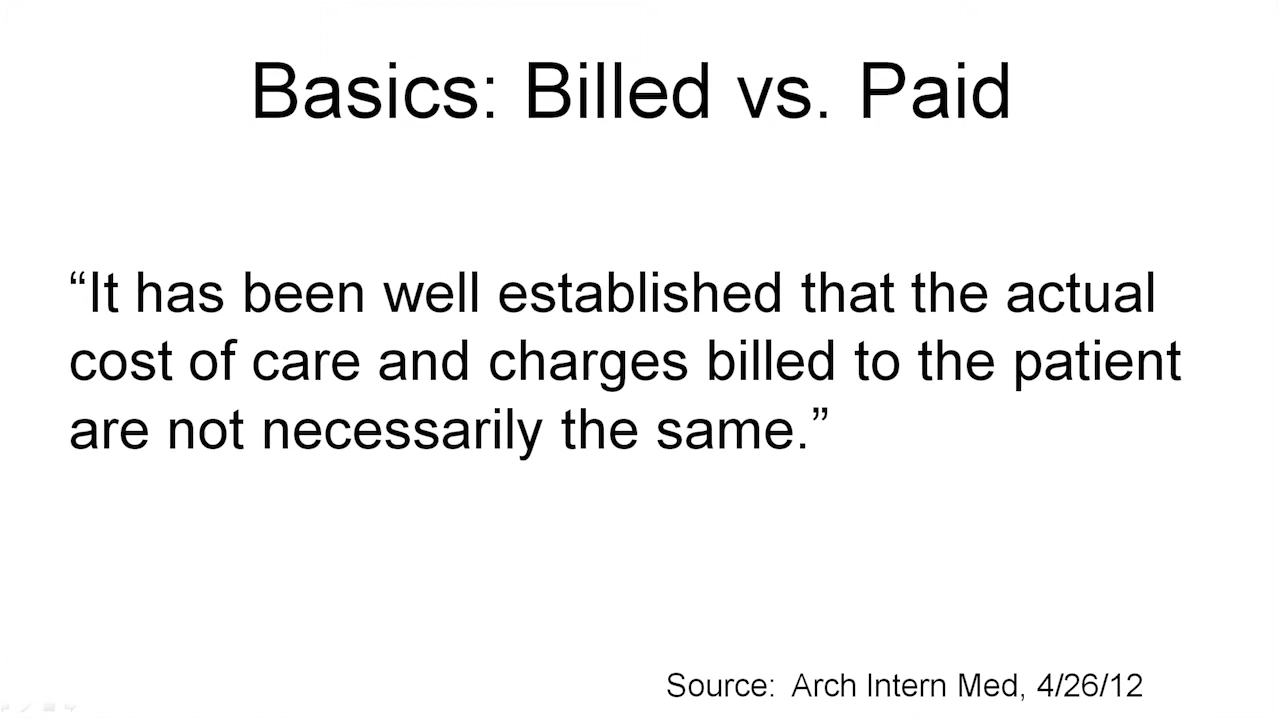 Basics: Billed vs. Paid
“It has been well established that the actual
cost of care and charges billed to the patient
are not necessarily the same.”
Source:  Arch Intern Med, 4/26/12